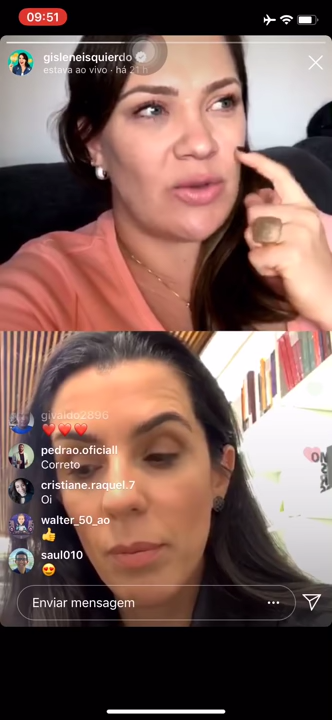 09:51
gisleneisquierdo
estava ao vivo · há 21 h
givaldo2896
❤️❤️❤️
pedrao.oficiall
Correto
cristiane.raquel.7
Oi
walter_50_ao
👍
saul010
😍
Enviar mensagem
ON